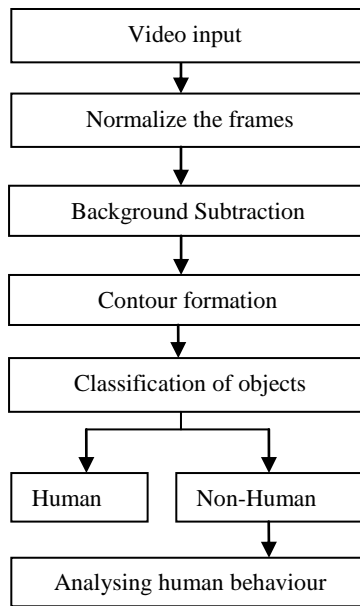 Video input
Normalize the frames
Background Subtraction
Contour formation
Classification of objects
Human
Non-Human
Analysing human behaviour